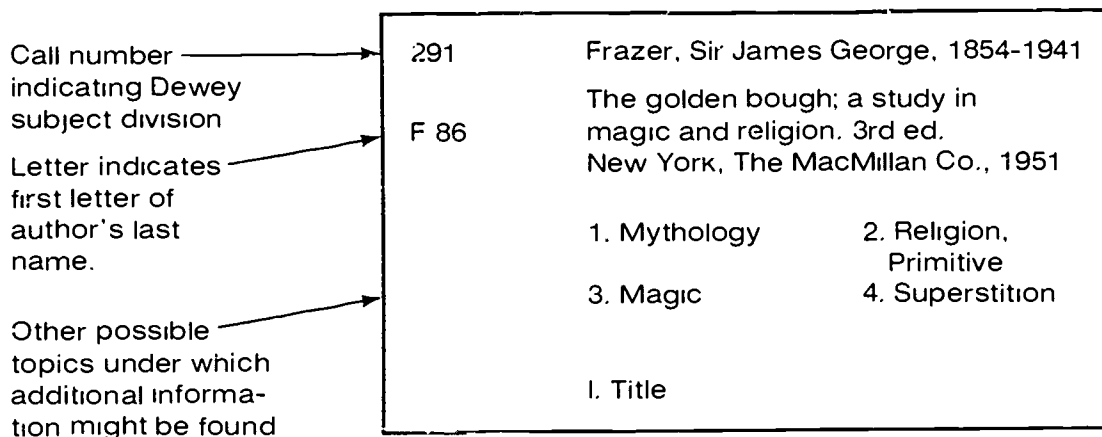 Call number
indicating Dewey
subject division
Letter indicates
first letter of
author's last
name.
Other possible
topics under which
additional informa-
tion might be found
291 Frazer, Sir James George, 1854-1941
The golden bough; a study in
F 86 magic and religion. 3rd ed.
New York, The MacMillan Co., 1951
1. Mythology 2. Religion,
Primitive
3. Magic 4. Superstition
I. Title